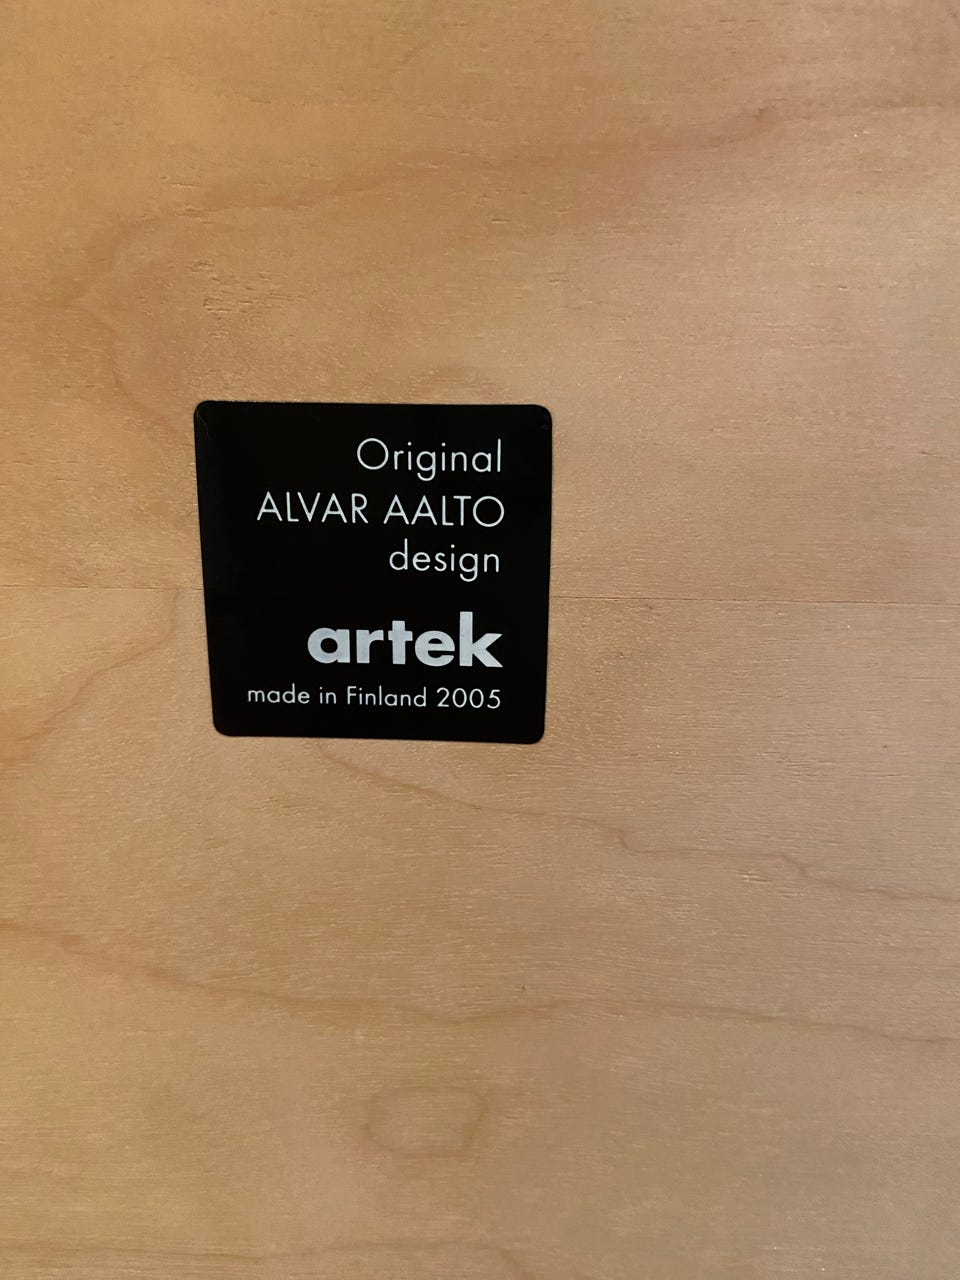 Original
ALVAR AALTO
design
artek
made in Finland 2005